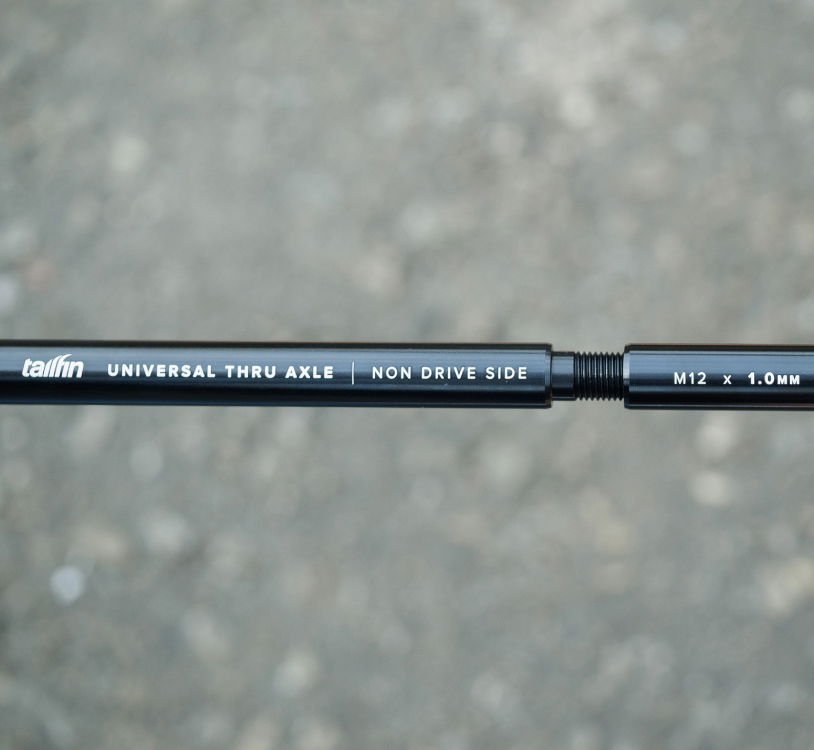 tailfin UNIVERSAL THRU AXLE | NON DRIVE SIDE M12 x 1.0MM